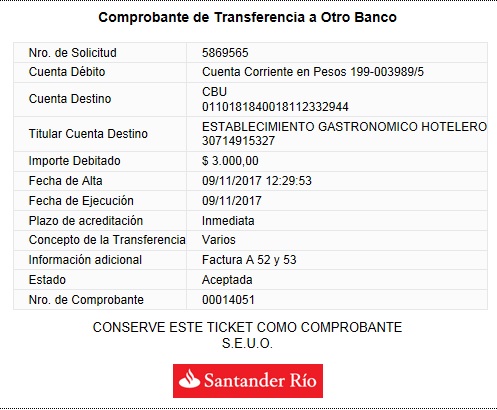 Comprobante de Transferencia a Otro Banco
Nro. de Solicitud 5869565
Cuenta Débito Cuenta Corriente en Pesos 199-003989/5
Cuenta Destino CBU
0110181840018112332944
Titular Cuenta Destino ESTABLECIMIENTO GASTRONOMICO HOTELERO
30714915327
Importe Debitado $ 3.000,00
Fecha de Alta 09/11/2017 12:29:53
Fecha de Ejecución 09/11/2017
Plazo de acreditación Inmediata
Concepto de la Transferencia Varios
Información adicional Factura A 52 y 53
Estado Aceptada
Nro. de Comprobante 00014051
CONSERVE ESTE TICKET COMO COMPROBANTE
S.E.U.O.
Santander Río